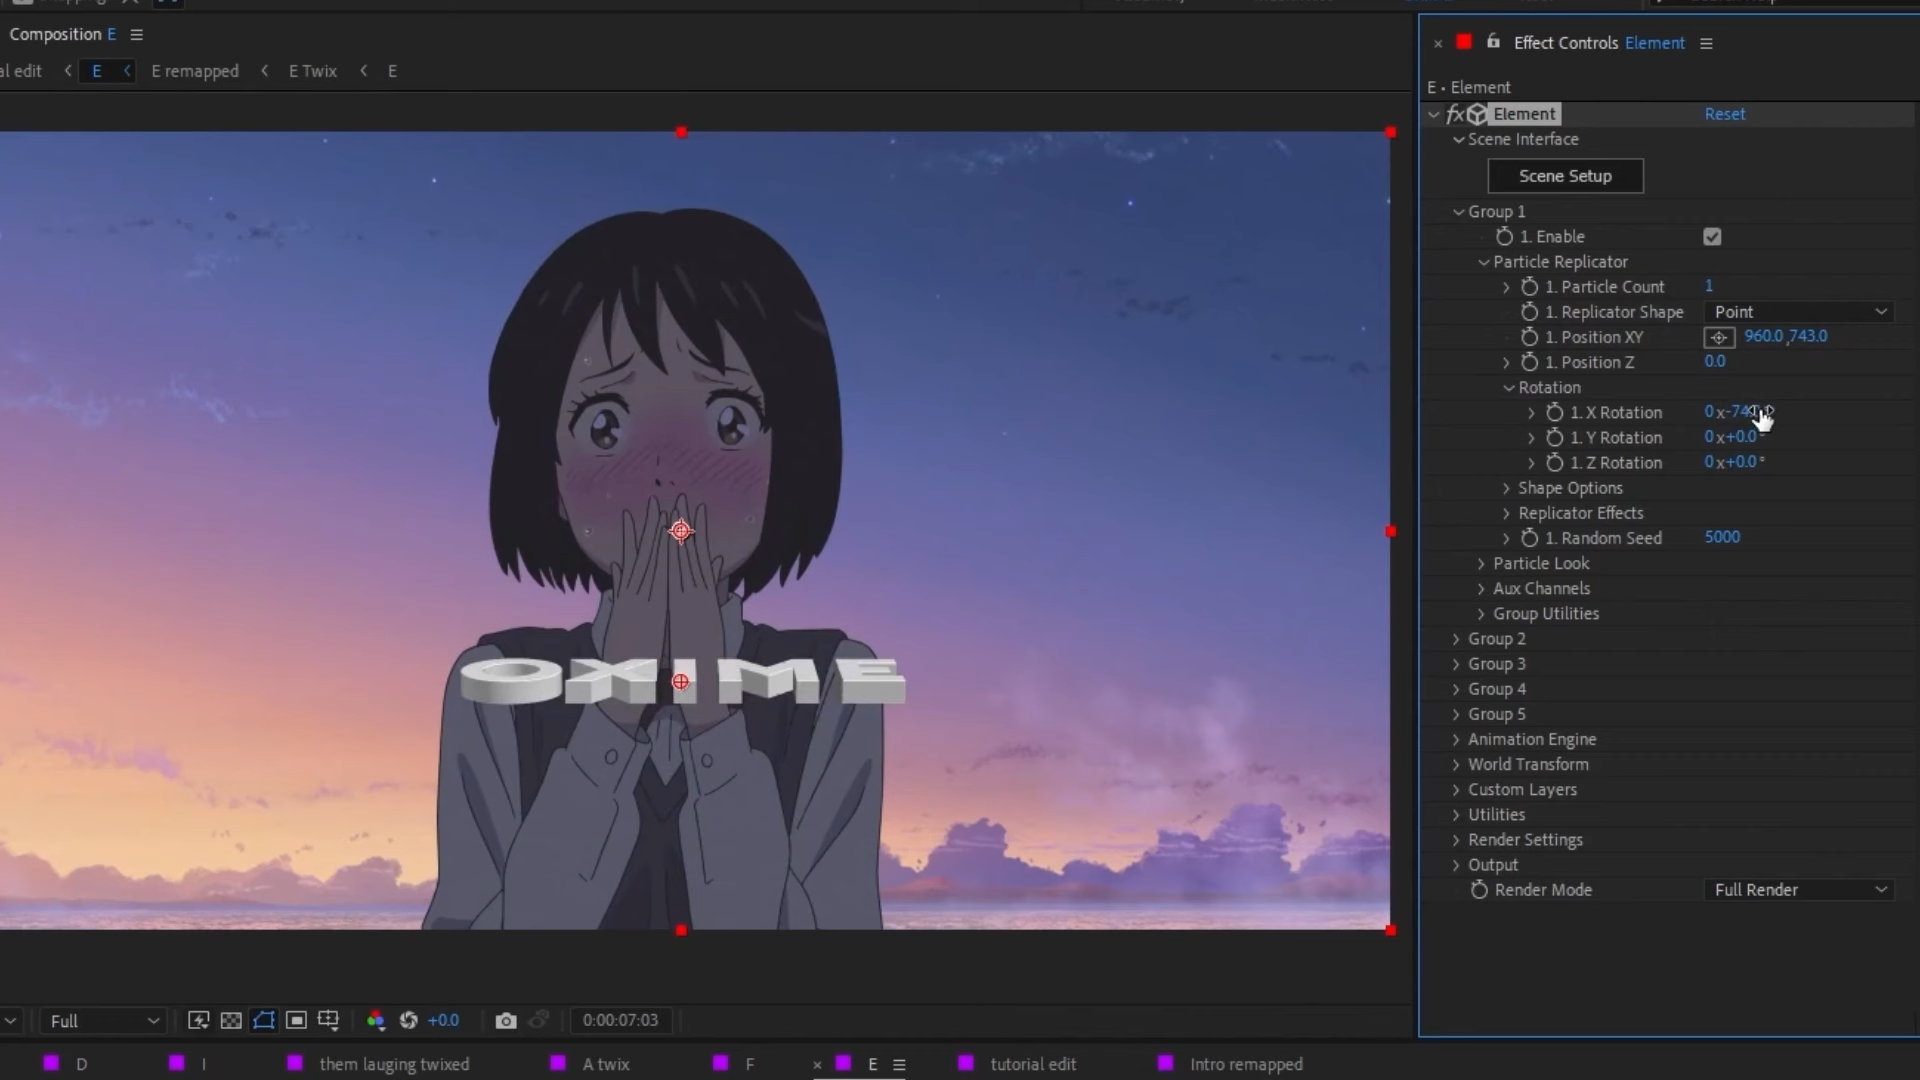 Composition E
al edit < E < E remapped < E Twix < E
OXIME
Full +0.0 0:00:07:03
Effect Controls Element
E • Element
fx Element Reset
Scene Interface
Scene Setup
Group 1
1. Enable
Particle Replicator
1. Particle Count 1
1. Replicator Shape Point
1. Position XY 960.0,743.0
1. Position Z 0.0
Rotation
1. X Rotation 0x-74
1. Y Rotation 0x+0.0°
1. Z Rotation 0x+0.0°
Shape Options
Replicator Effects
1. Random Seed 5000
Particle Look
Aux Channels
Group Utilities
Group 2
Group 3
Group 4
Group 5
Animation Engine
World Transform
Custom Layers
Utilities
Render Settings
Output
Render Mode Full Render
D I them lauging twixed A twix F × E tutorial edit Intro remapped